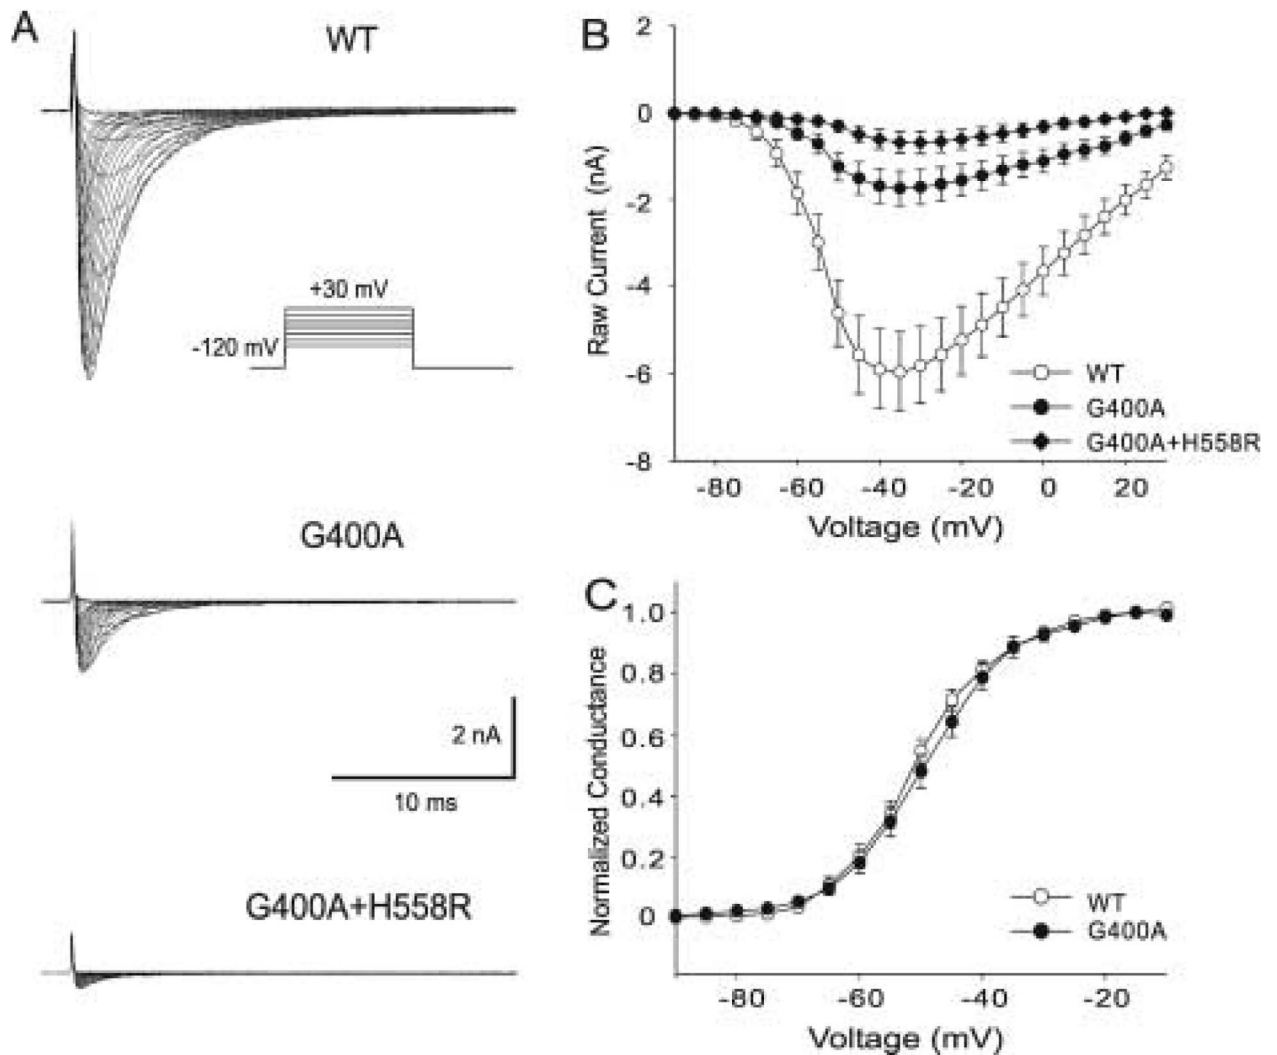 A
WT
+30 mV
-120 mV
G400A
2 nA
10 ms
G400A+H558R
B
2
0
-2
-4
-6
-8
Raw Current (nA)
WT
G400A
G400A+H558R
-80 -60 -40 -20 0 20
Voltage (mV)
C
1.0
0.8
0.6
0.4
0.2
0
Normalized Conductance
WT
G400A
-80 -60 -40 -20
Voltage (mV)